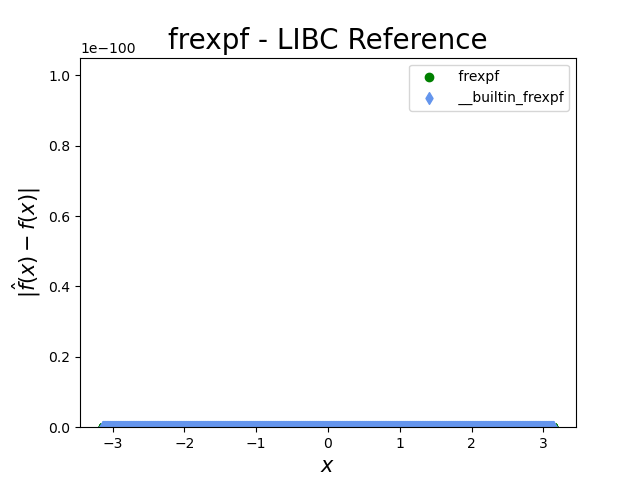 frexpf - LIBC Reference
1e−100
frexpf
__builtin_frexpf
1.0
0.8
0.6
0.4
0.2
0.0
|f̂(x) − f(x)|
−3 −2 −1 0 1 2 3
x